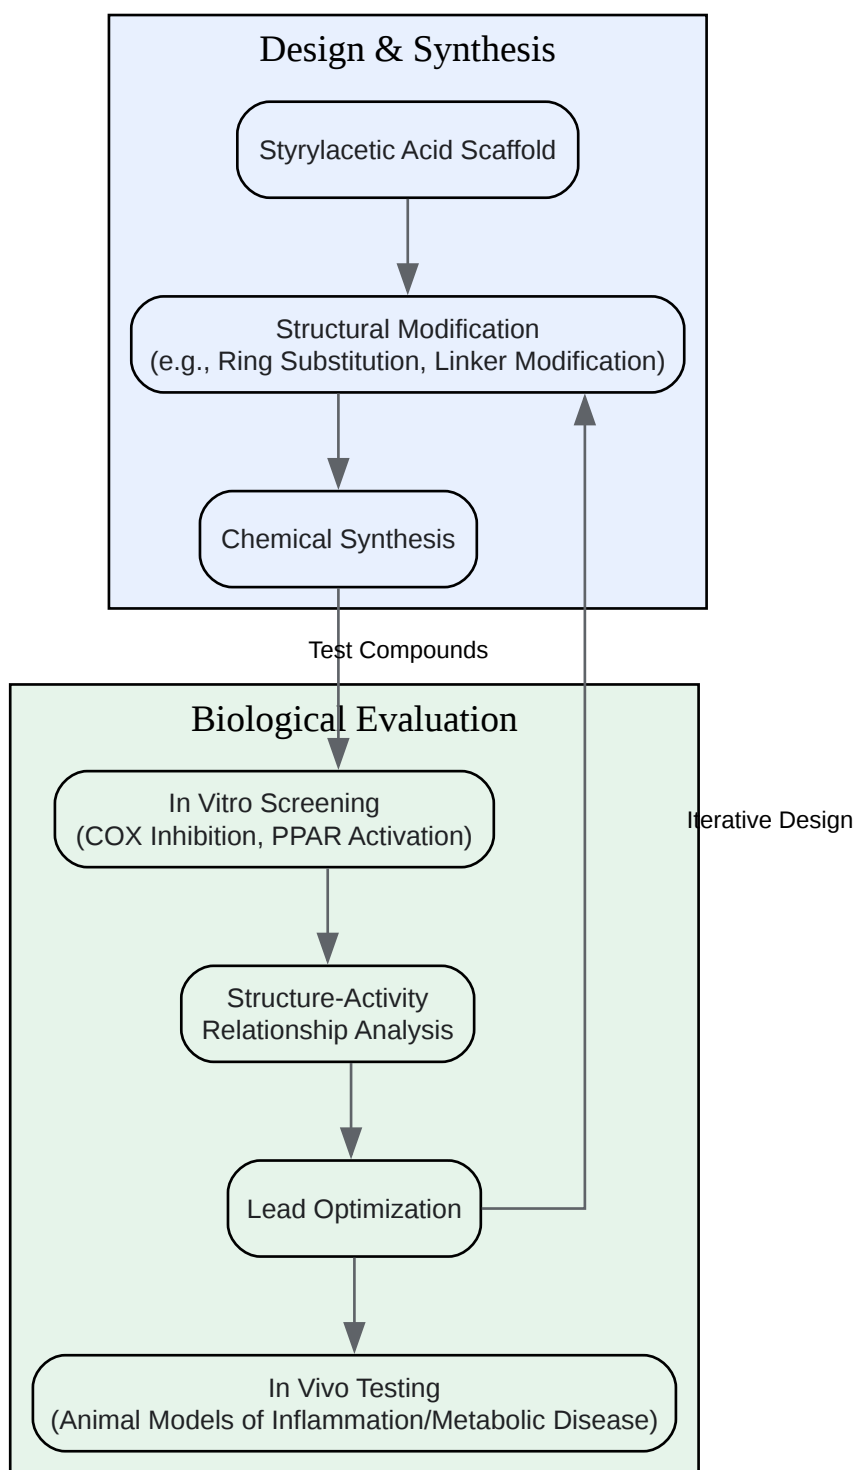 Design & Synthesis
Styrylacetic Acid Scaffold
Structural Modification
(e.g., Ring Substitution, Linker Modification)
Chemical Synthesis
Test Compounds
Biological Evaluation
In Vitro Screening
(COX Inhibition, PPAR Activation)
Iterative Design
Structure-Activity
Relationship Analysis
Lead Optimization
In Vivo Testing
(Animal Models of Inflammation/Metabolic Disease)